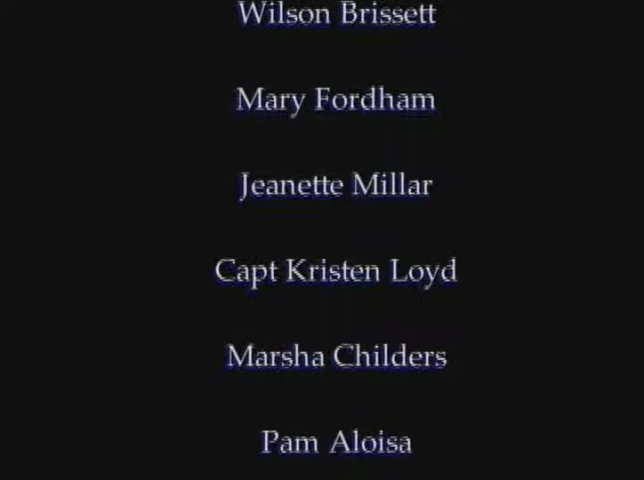 Wilson Brissett
Mary Fordham
Jeanette Millar
Capt Kristen Loyd
Marsha Childers
Pam Aloisa